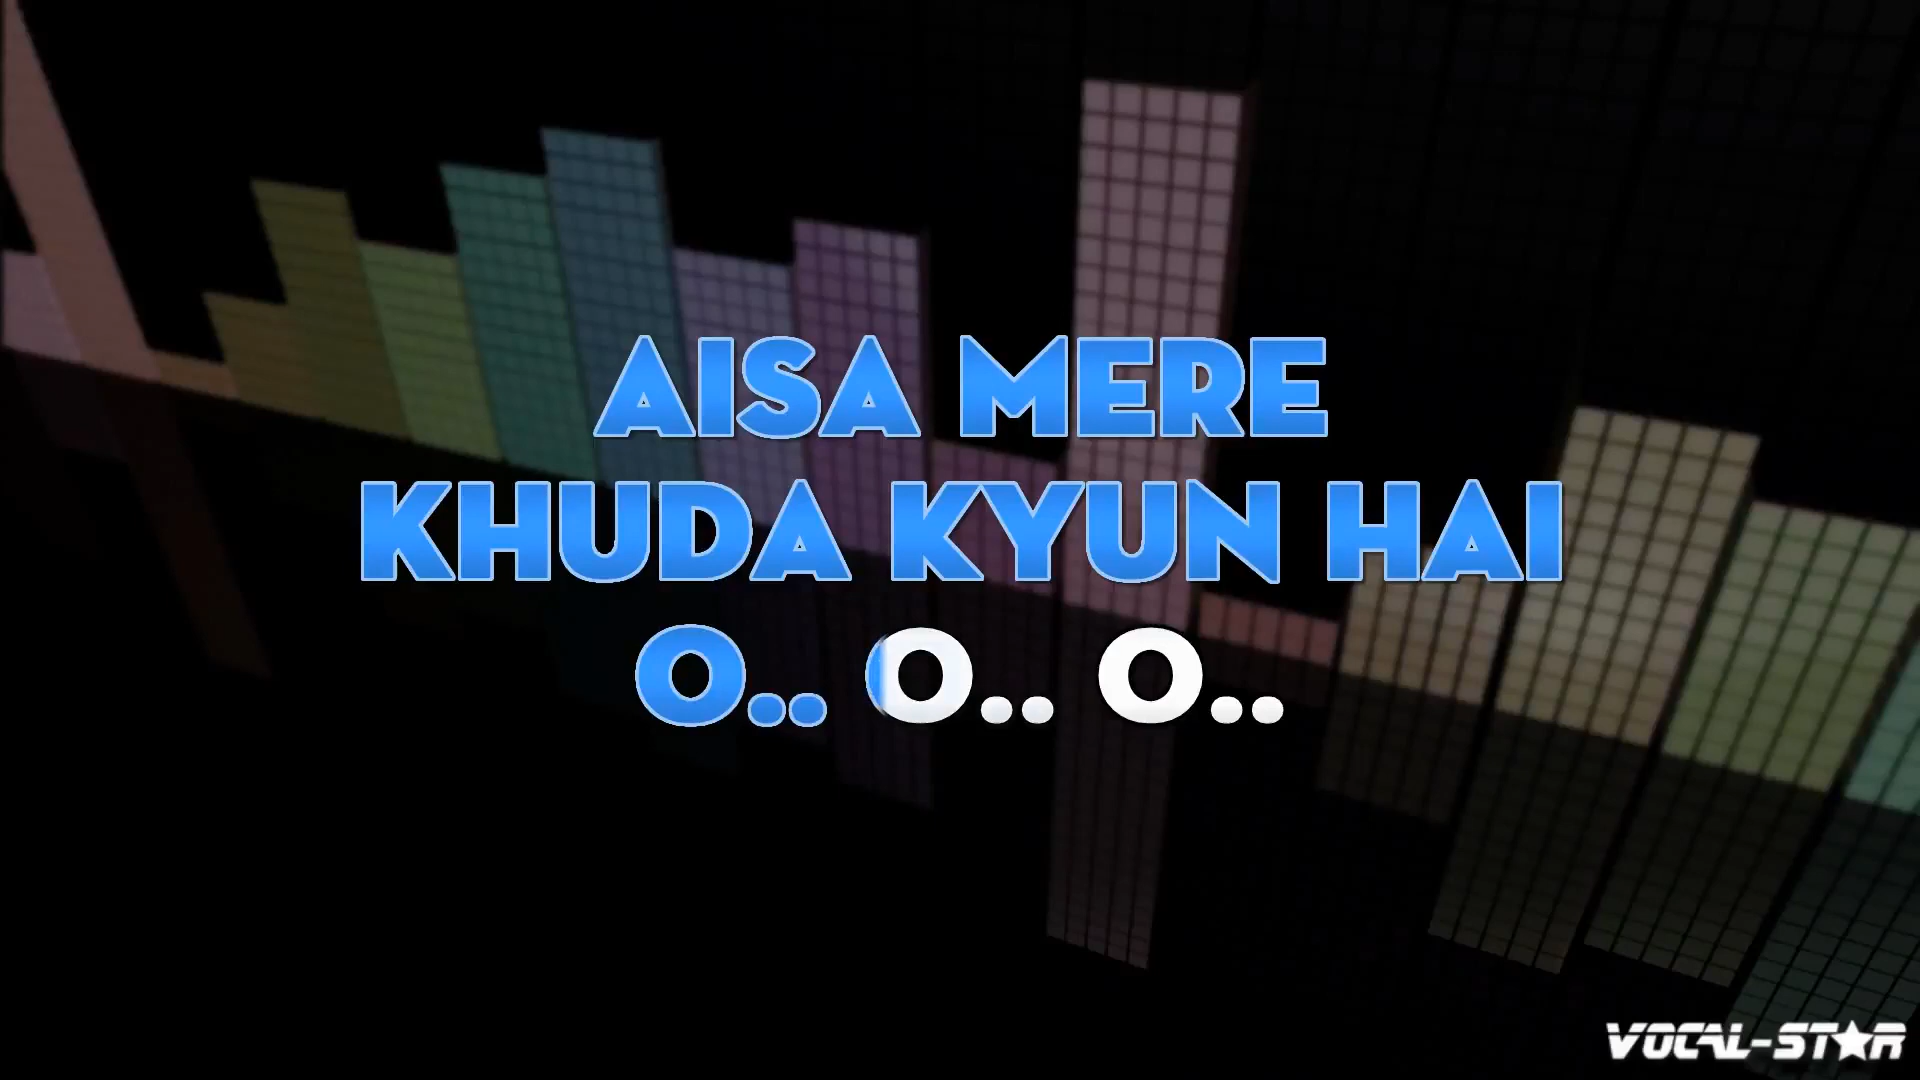 AISA MERE
KHUDA KYUN HAI
O.. O.. O..
VOCAL-STAR